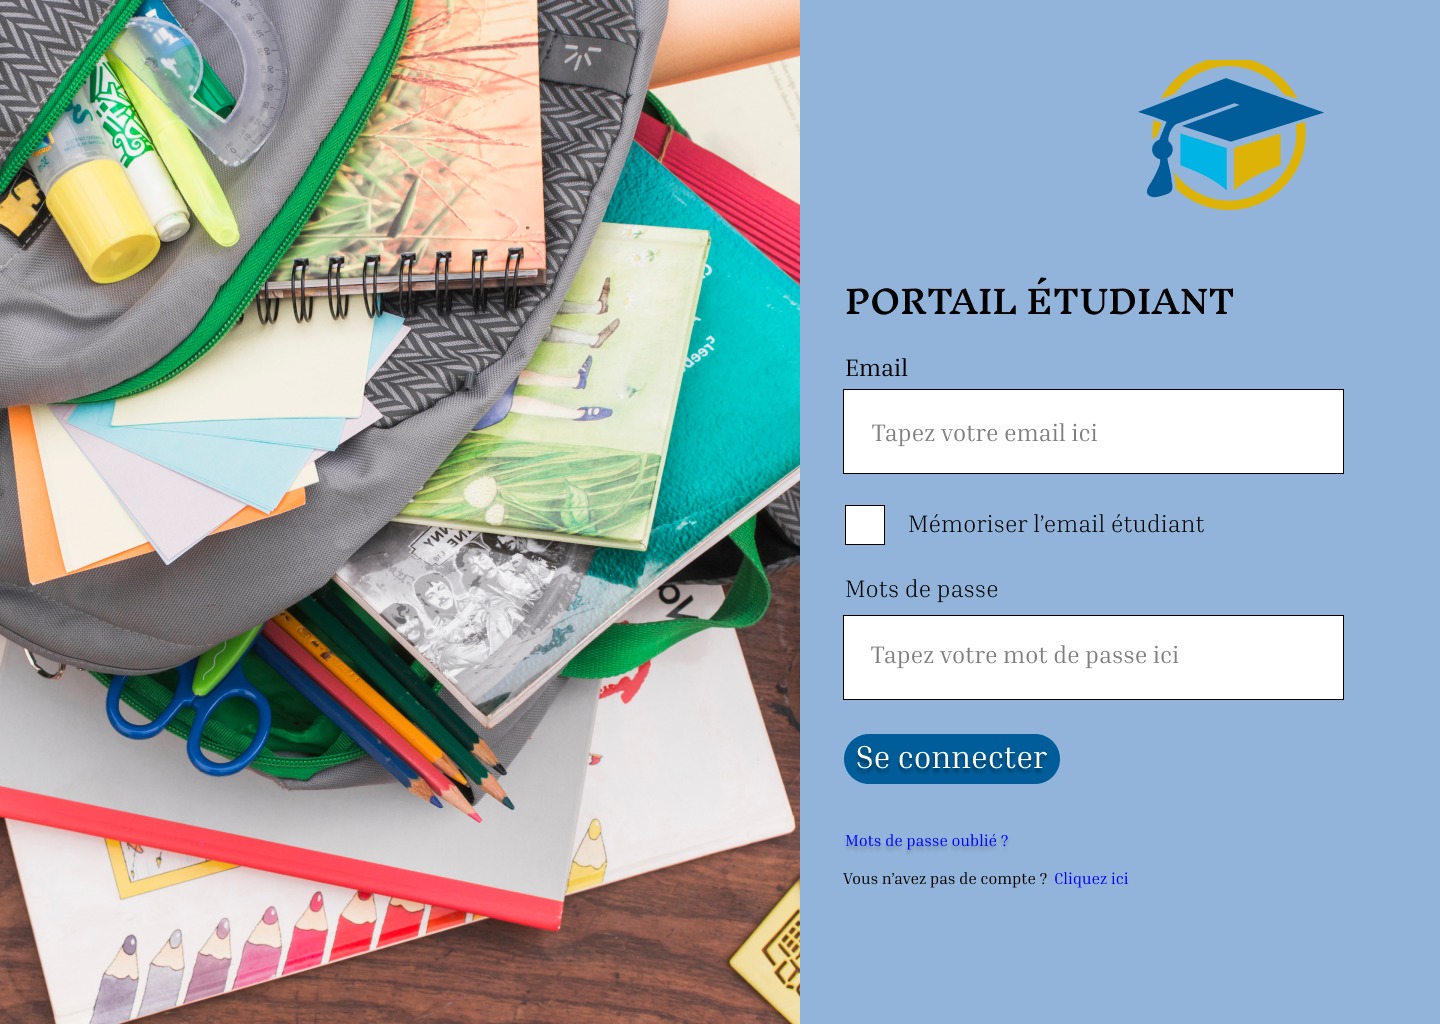 PORTAIL ÉTUDIANT
Email
Tapez votre email ici
Mémoriser l’email étudiant
Mots de passe
Tapez votre mot de passe ici
Se connecter
Mots de passe oublié ?
Vous n’avez pas de compte ? Cliquez ici